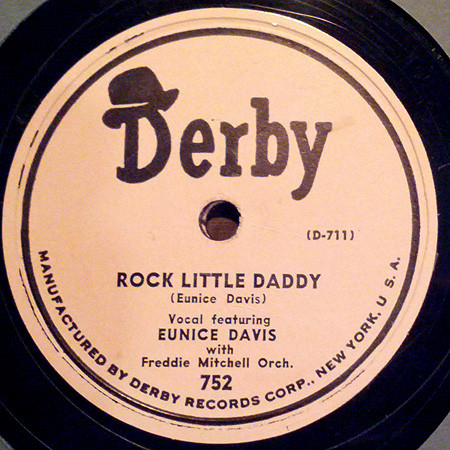 Derby
(D-711)
ROCK LITTLE DADDY
(Eunice Davis)
Vocal featuring
EUNICE DAVIS
with
Freddie Mitchell Orch.
752
MANUFACTURED BY DERBY RECORDS CORP., NEW YORK, U. S. A.